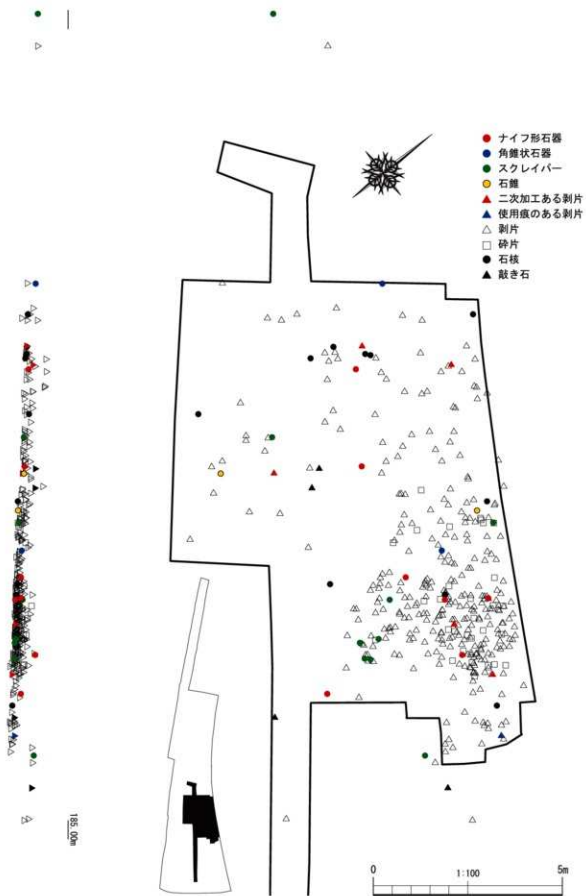 ナイフ形石器
角錐状石器
スクレイパー
石錐
二次加工ある剥片
使用痕のある剥片
剥片
砕片
石核
敲き石
185.00m
0
1:100
5m